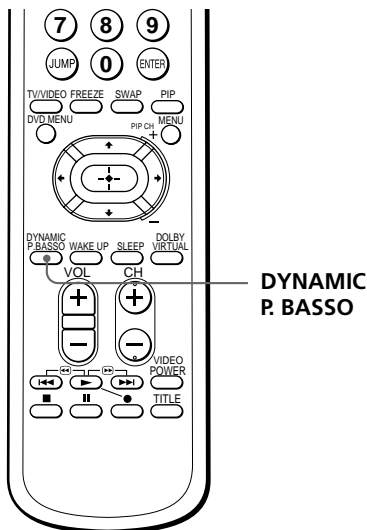 7 8 9
JUMP 0 ENTER
TV/VIDEO FREEZE SWAP PIP
DVD MENU PIP CH MENU
+
–
DYNAMIC P.BASSO WAKE UP SLEEP DOLBY VIRTUAL
VOL CH
+ +
– –
DYNAMIC
P. BASSO
VIDEO
POWER
TITLE